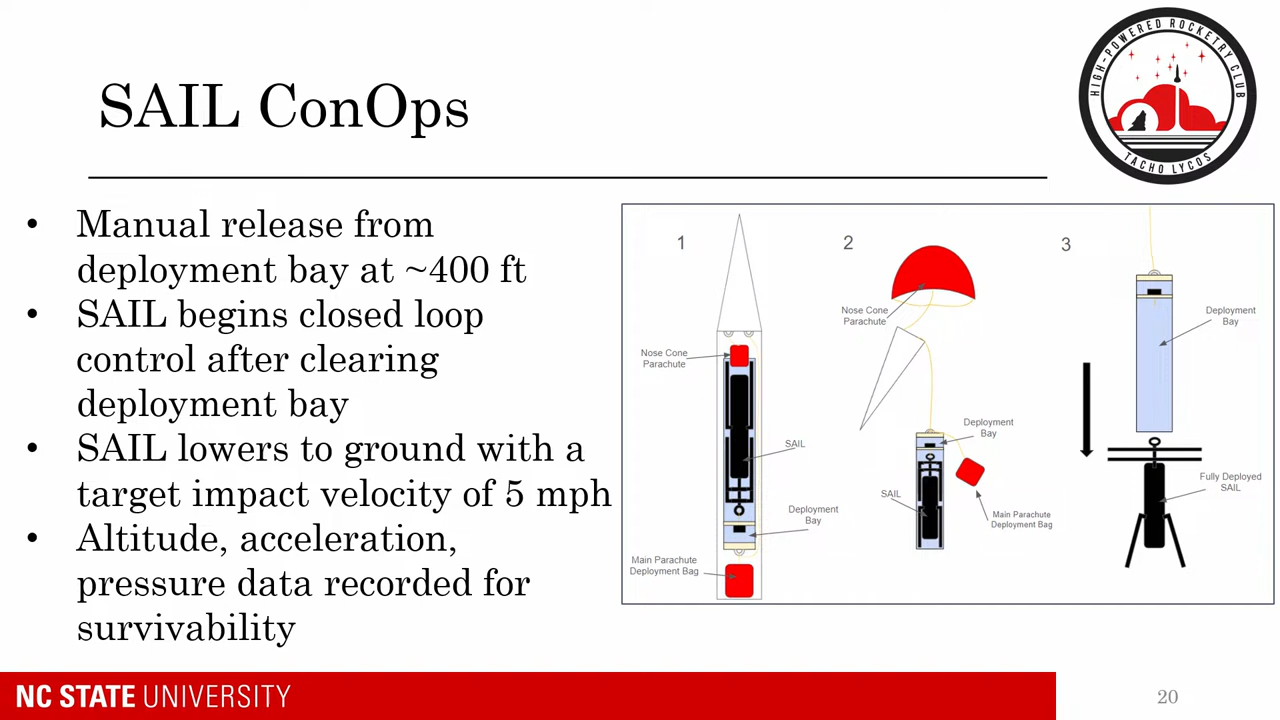 SAIL ConOps
HIGH-POWERED ROCKETRY CLUB
TACHO LYCOS
• Manual release from
deployment bay at ~400 ft
• SAIL begins closed loop
control after clearing
deployment bay
• SAIL lowers to ground with a
target impact velocity of 5 mph
• Altitude, acceleration,
pressure data recorded for
survivability
1
Nose Cone
Parachute
SAIL
Deployment
Bay
Main Parachute
Deployment Bag
2
Nose Cone
Parachute
Deployment
Bay
SAIL
Main Parachute
Deployment Bag
3
Deployment
Bay
Fully Deployed
SAIL
NC STATE UNIVERSITY
20